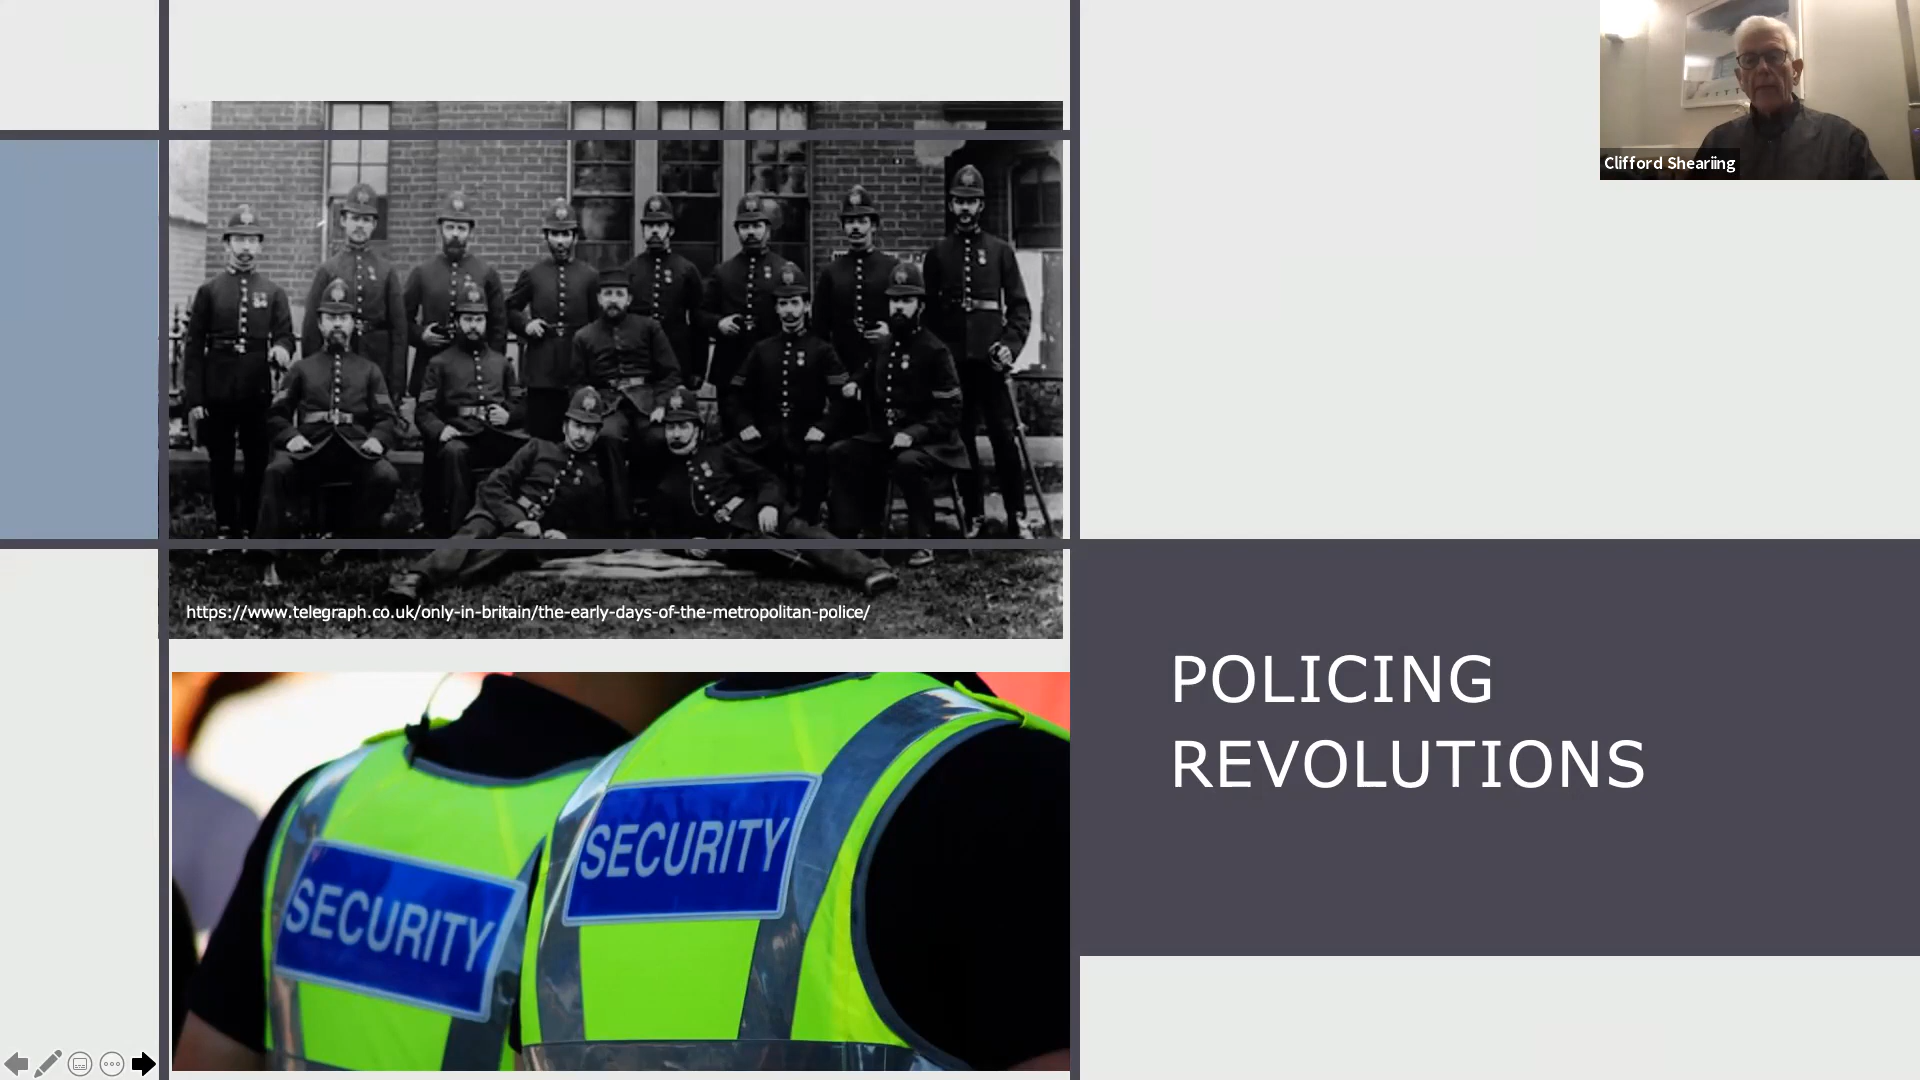 Clifford Sheariing
https://www.telegraph.co.uk/only-in-britain/the-early-days-of-the-metropolitan-police/
SECURITY
SECURITY
POLICING
REVOLUTIONS